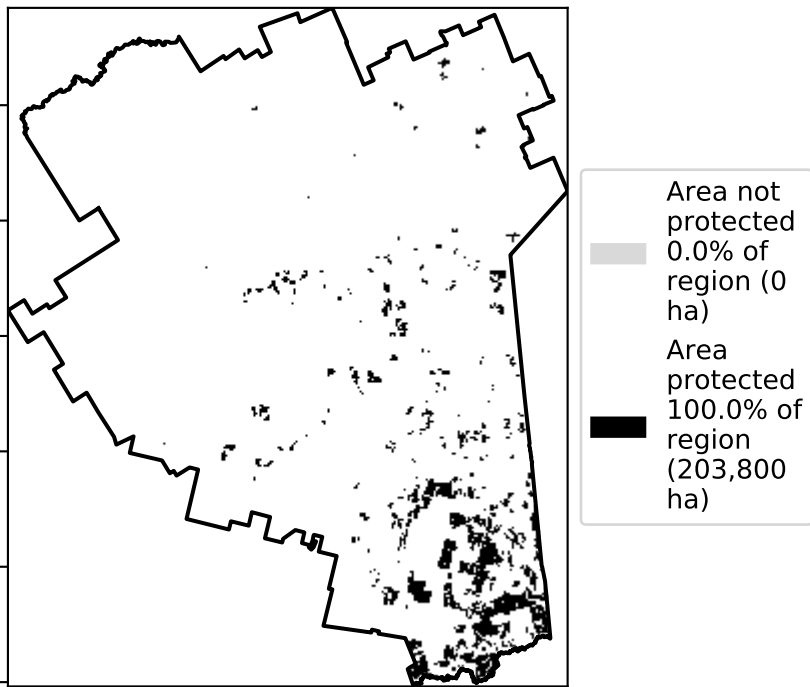 Area not
protected
0.0% of
region (0
ha)
Area
protected
100.0% of
region
(203,800
ha)